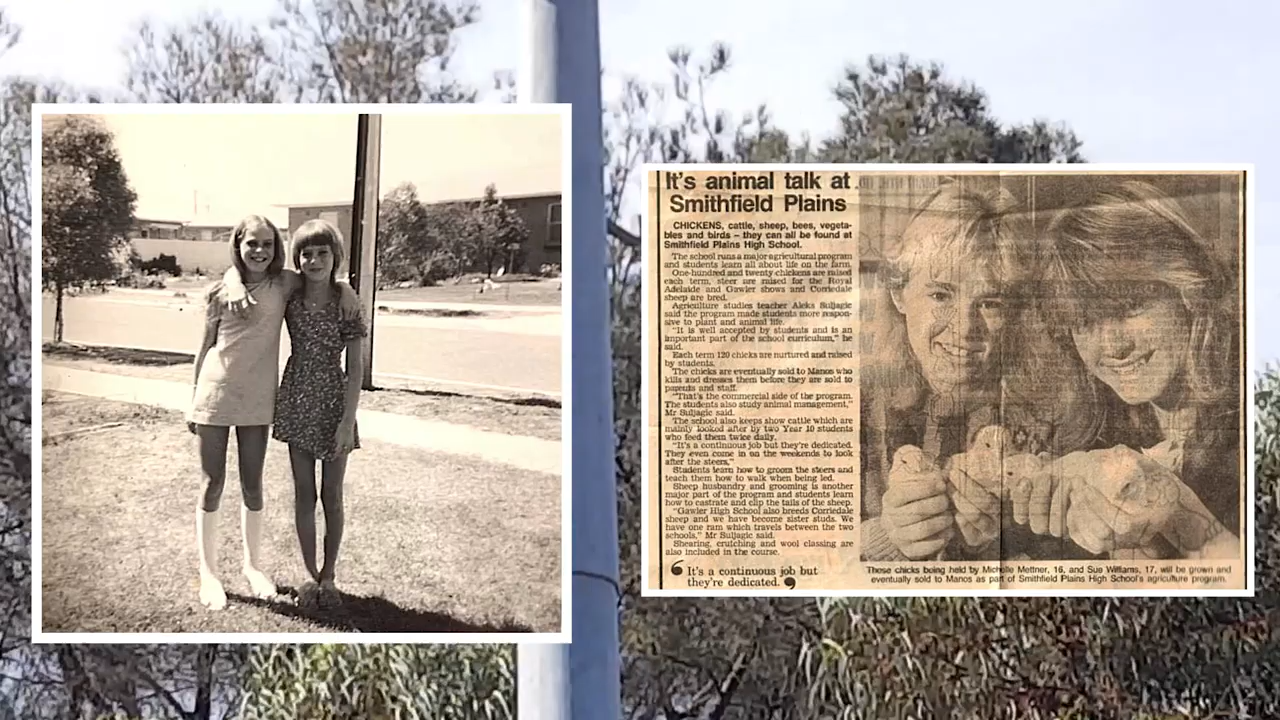 It's animal talk at
Smithfield Plains
CHICKENS, cattle, sheep, bees, vegeta-
bles and birds – they can all be found at
Smithfield Plains High School.
The school runs a major agricultural program
and students learn all about life on the farm.
One-hundred and twenty chickens are raised
each term, steer are raised for the Royal
Adelaide and Gawler shows and Corriedale
sheep are bred.
Agriculture studies teacher Aleks Suljagic
said the program made students more respon-
sive to plant and animal life.
"It is well accepted by students and is an
important part of the school curriculum," he
said.
Each term 120 chicks are nurtured and raised
by students.
The chicks are eventually sold to Manos who
kills and dresses them before they are sold to
parents and staff.
"That's the commercial side of the program.
The students also study animal management,"
Mr Suljagic said.
The school also keeps show cattle which are
mainly looked after by two Year 10 students
who feed them twice daily.
"It's a continuous job but they're dedicated.
They even come in on the weekends to look
after the steers."
Students learn how to groom the steers and
teach them how to walk when being led.
Sheep husbandry and grooming is another
major part of the program and students learn
how to castrate and clip the tails of the sheep.
"Gawler High School also breeds Corriedale
sheep and we have become sister studs. We
have one ram which travels between the two
schools," Mr Suljagic said.
Shearing, crutching and wool classing are
also included in the course.
❛ It's a continuous job but
they're dedicated. ❜
These chicks being held by Michelle Mettner, 16, and Sue Williams, 17, will be grown and
eventually sold to Manos as part of Smithfield Plains High School's agriculture program.